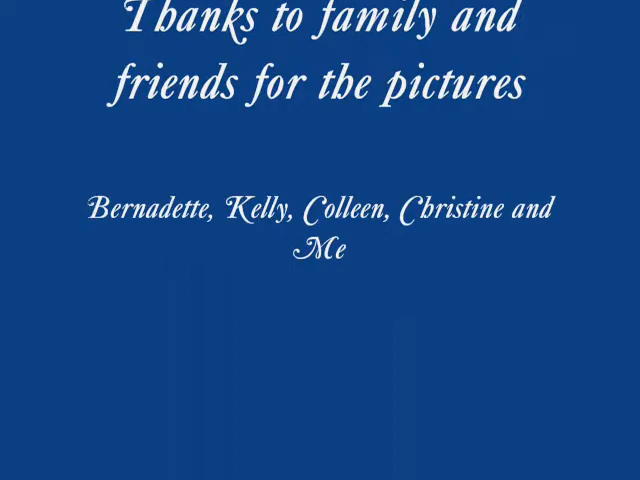 Thanks to family and
friends for the pictures
Bernadette, Kelly, Colleen, Christine and
Me